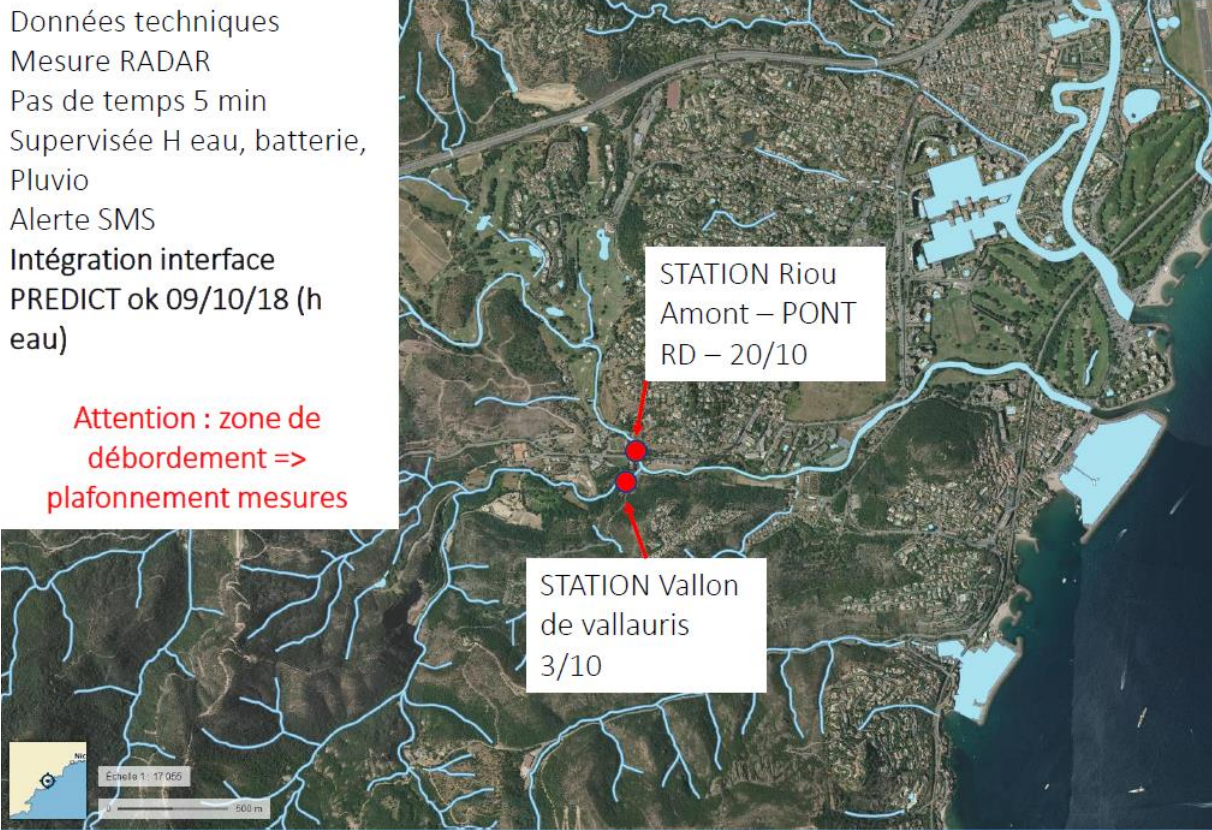 Données techniques
Mesure RADAR
Pas de temps 5 min
Supervisée H eau, batterie,
Pluvio
Alerte SMS
Intégration interface
PREDICT ok 09/10/18 (h
eau)
Attention : zone de
débordement =>
plafonnement mesures
STATION Riou
Amont – PONT
RD – 20/10
STATION Vallon
de vallauris
3/10
Nic
Échelle 1 : 17 055
0 500 m